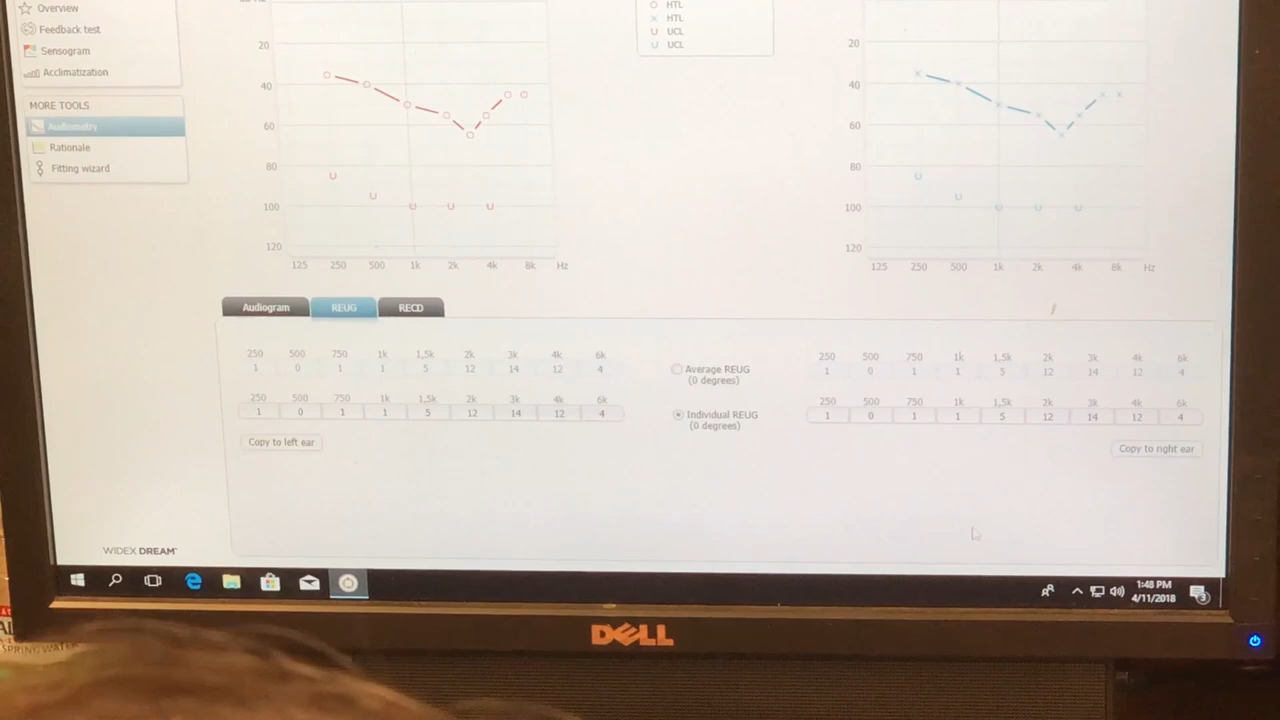 Overview
Feedback test
Sensogram
Acclimatization
MORE TOOLS
Audiometry
Rationale
Fitting wizard
HTL
HTL
UCL
UCL
20
40
60
80
100
120
125 250 500 1k 2k 4k 8k Hz
20
40
60
80
100
120
125 250 500 1k 2k 4k 8k Hz
Audiogram REUG RECD
250 500 750 1k 1,5k 2k 3k 4k 6k
1 0 1 1 5 12 14 12 4
250 500 750 1k 1,5k 2k 3k 4k 6k
1 0 1 1 5 12 14 12 4
Copy to left ear
Average REUG
(0 degrees)
Individual REUG
(0 degrees)
250 500 750 1k 1,5k 2k 3k 4k 6k
1 0 1 1 5 12 14 12 4
250 500 750 1k 1,5k 2k 3k 4k 6k
1 0 1 1 5 12 14 12 4
Copy to right ear
WIDEX DREAM™
1:48 PM
4/11/2018
3
DELL
SPRING WATER